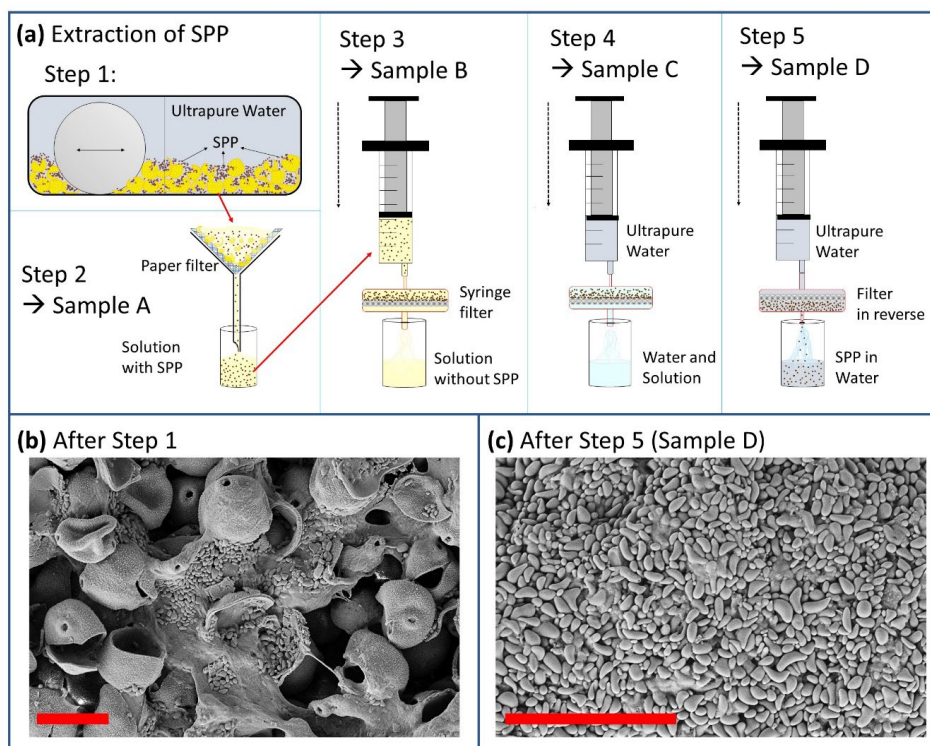 (a) Extraction of SPP
Step 1:
Ultrapure Water
SPP
Step 2
→ Sample A
Paper filter
Solution
with SPP
Step 3
→ Sample B
Syringe
filter
Solution
without SPP
Step 4
→ Sample C
Ultrapure
Water
Water and
Solution
Step 5
→ Sample D
Ultrapure
Water
Filter
in reverse
SPP in
Water
(b) After Step 1
(c) After Step 5 (Sample D)